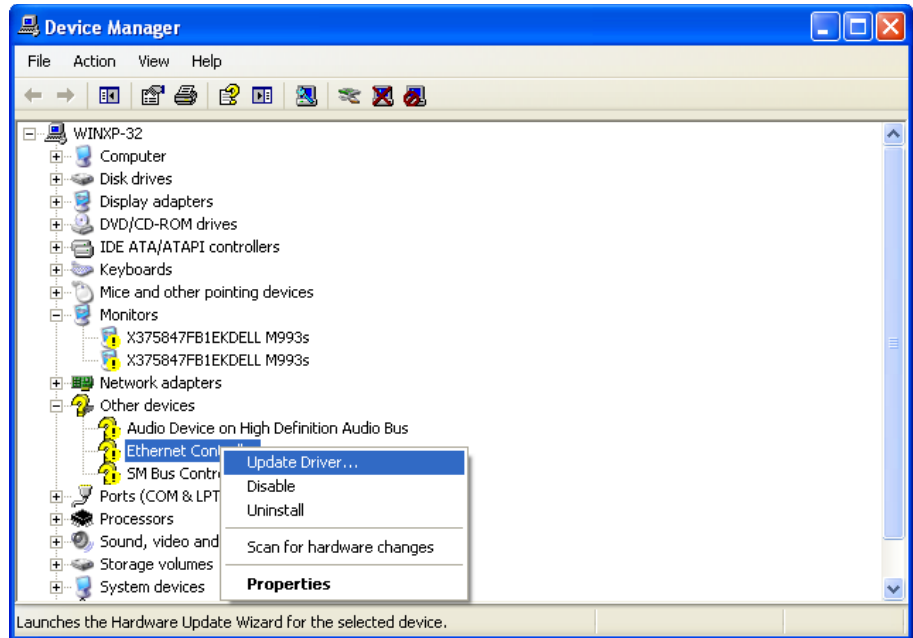 Device Manager
File Action View Help
WINXP-32
Computer
Disk drives
Display adapters
DVD/CD-ROM drives
IDE ATA/ATAPI controllers
Keyboards
Mice and other pointing devices
Monitors
X375847FB1EKDELL M993s
X375847FB1EKDELL M993s
Network adapters
Other devices
Audio Device on High Definition Audio Bus
Ethernet
Update Driver...
SM Bus
Disable
Ports (COM & LPT
Uninstall
Processors
Sound, video and
Scan for hardware changes
Storage volumes
System devices
Properties
Launches the Hardware Update Wizard for the selected device.